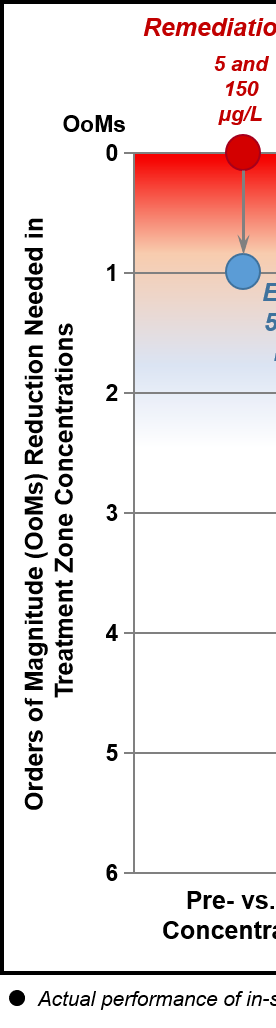 Remediatio
5 and
150
µg/L
OoMs
0
1
2
3
4
5
6
E
5
Orders of Magnitude (OoMs) Reduction Needed in
Treatment Zone Concentrations
Pre- vs.
Concentra
Actual performance of in-s